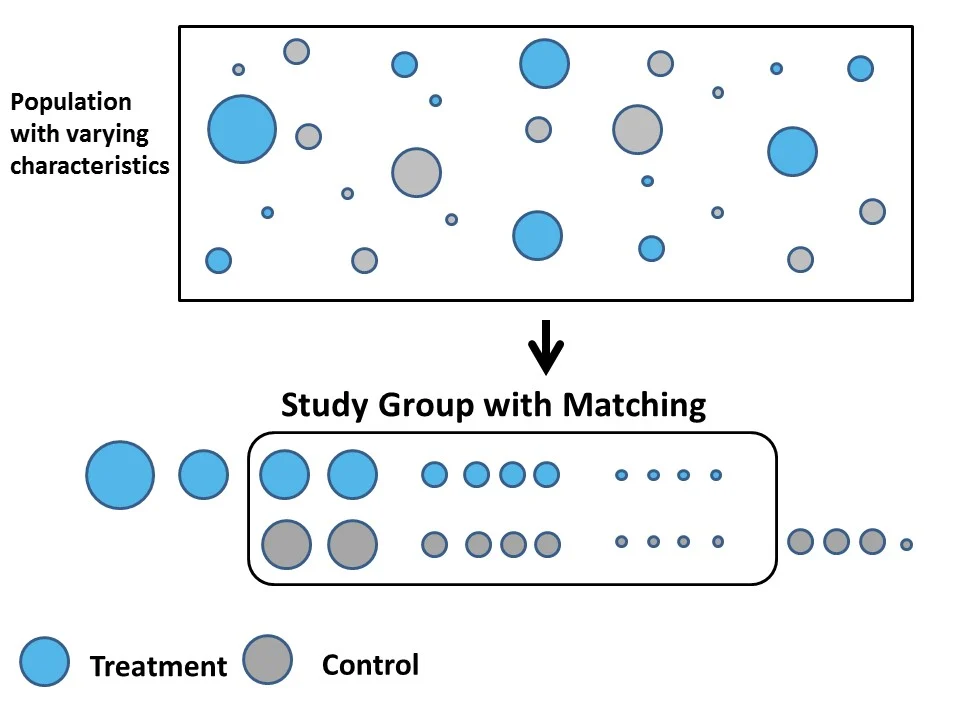 Population
with varying
characteristics
Study Group with Matching
Treatment
Control